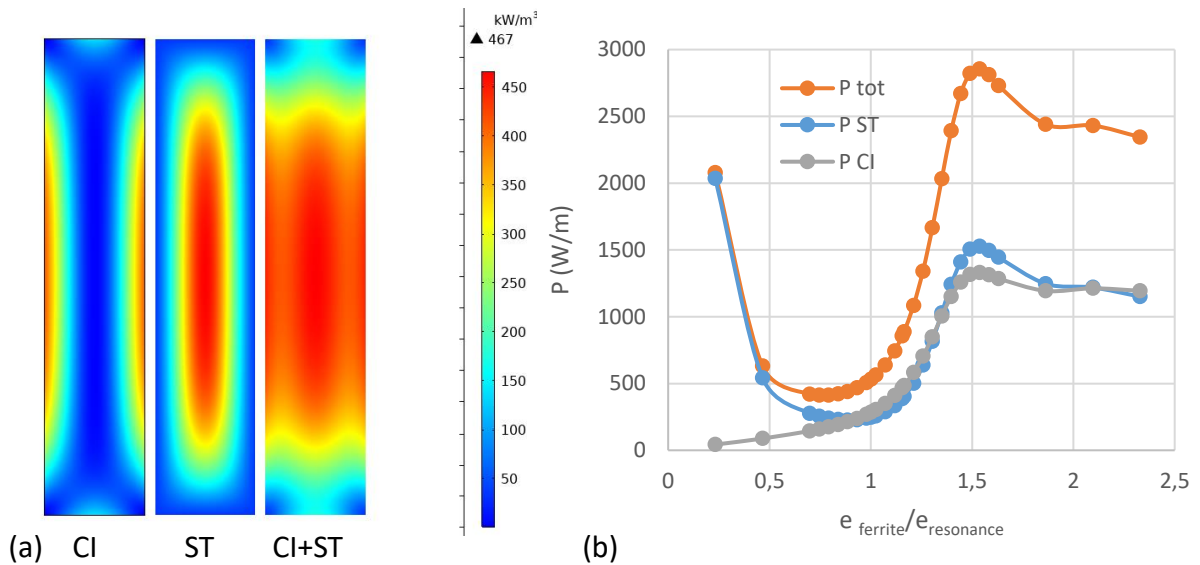 kW/m³
▲ 467
450
400
350
300
250
200
150
100
50
(a) CI ST CI+ST
3000
2500
2000
1500
1000
500
0
P (W/m)
P tot
P ST
P CI
0 0,5 1 1,5 2 2,5
e ferrite/eresonance
(b)